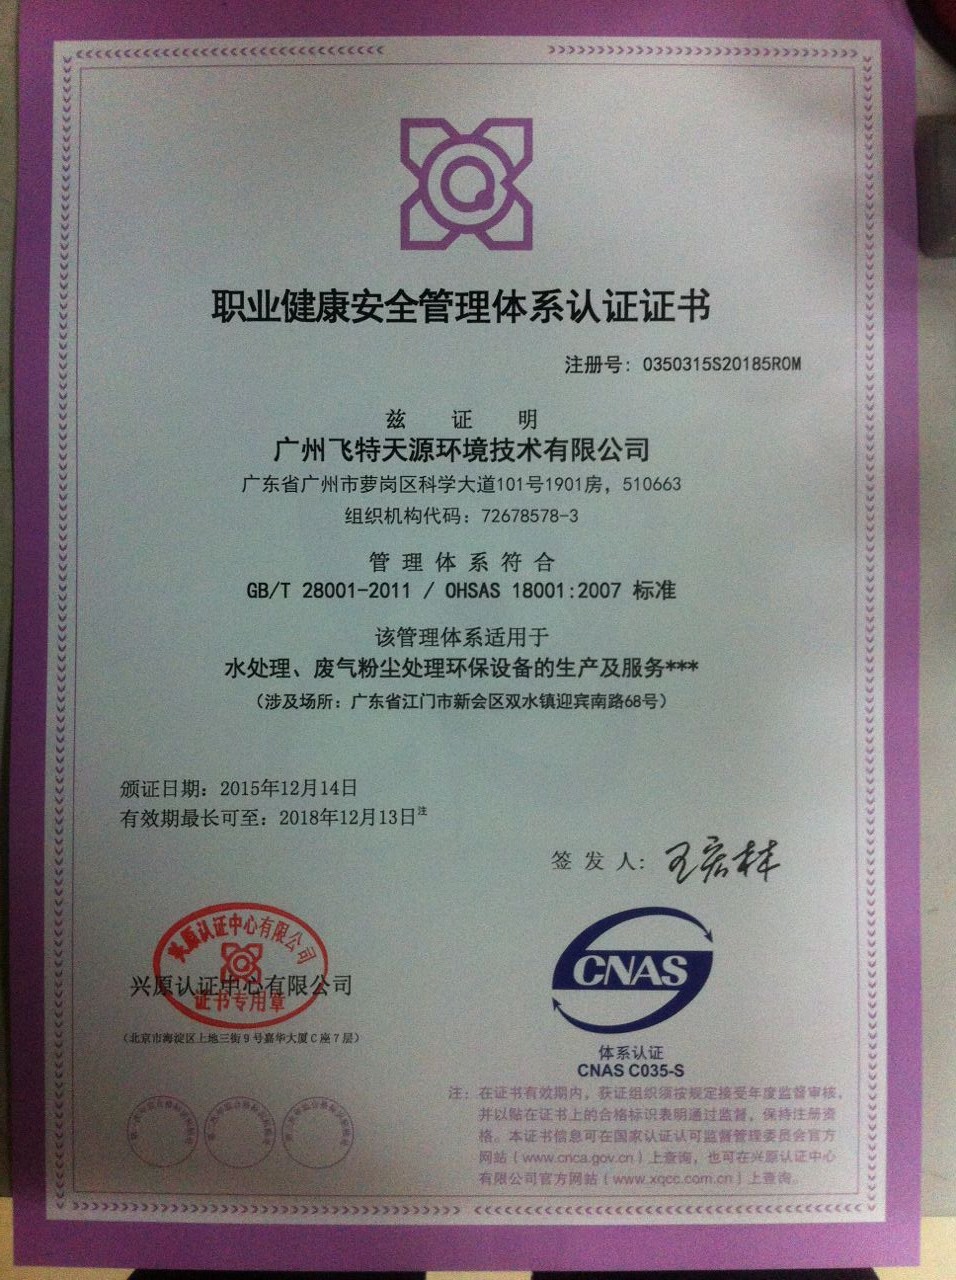 职业健康安全管理体系认证证书
注册号: 0350315S20185ROM
兹 证 明
广州飞特天源环境技术有限公司
广东省广州市萝岗区科学大道101号1901房, 510663
组织机构代码: 72678578-3
管 理 体 系 符 合
GB/T 28001-2011 / OHSAS 18001:2007 标准
该管理体系适用于
水处理、废气粉尘处理环保设备的生产及服务***
(涉及场所: 广东省江门市新会区双水镇迎宾南路68号)
颁证日期: 2015年12月14日
有效期最长可至: 2018年12月13日注
签 发 人:
兴原认证中心有限公司
证书专用章
兴原认证中心有限公司
(北京市海淀区上地三街9号嘉华大厦C座7层)
CNAS
体系认证
CNAS C035-S
注: 在证书有效期内, 获证组织须按规定接受年度监督审核,
并以贴在证书上的合格标识表明通过监督, 保持注册资
格。本证书信息可在国家认证认可监督管理委员会官方
网站 (www.cnca.gov.cn) 上查询, 也可在兴原认证中心
有限公司官方网站 (www.xqcc.com.cn) 上查询。